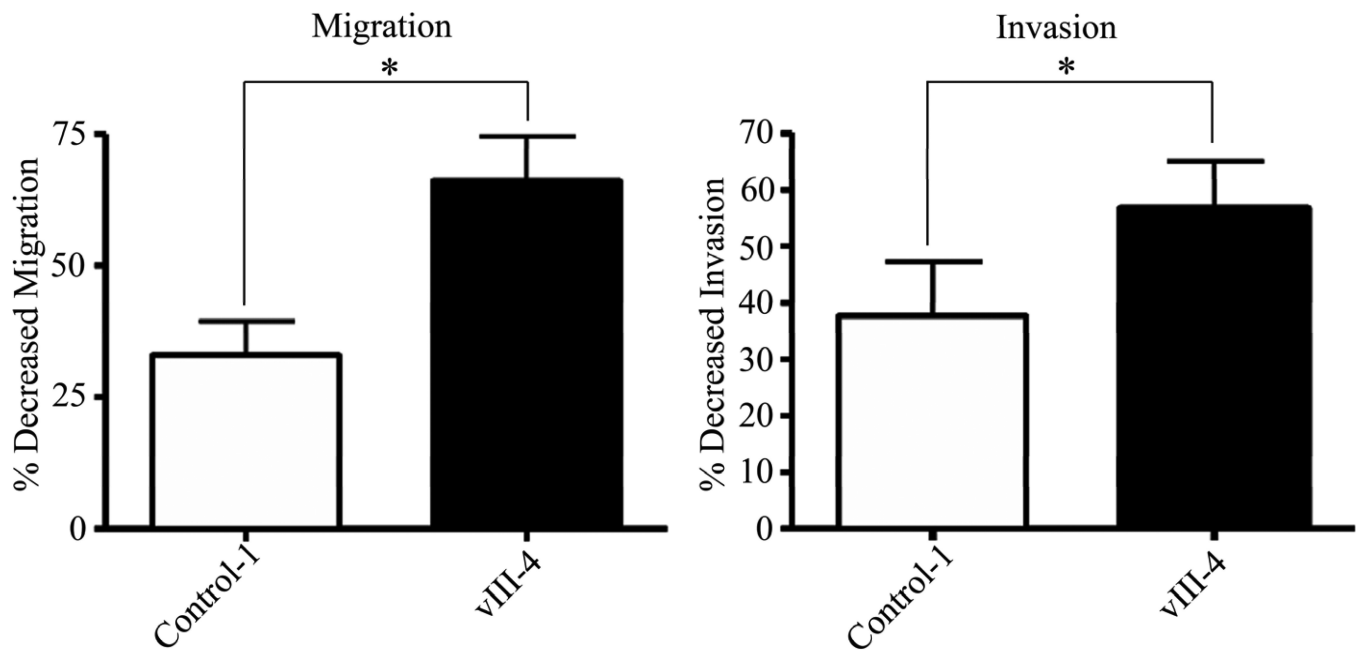 Migration
*
% Decreased Migration
75
50
25
0
Control-1
vIII-4
Invasion
*
% Decreased Invasion
70
60
50
40
30
20
10
0
Control-1
vIII-4